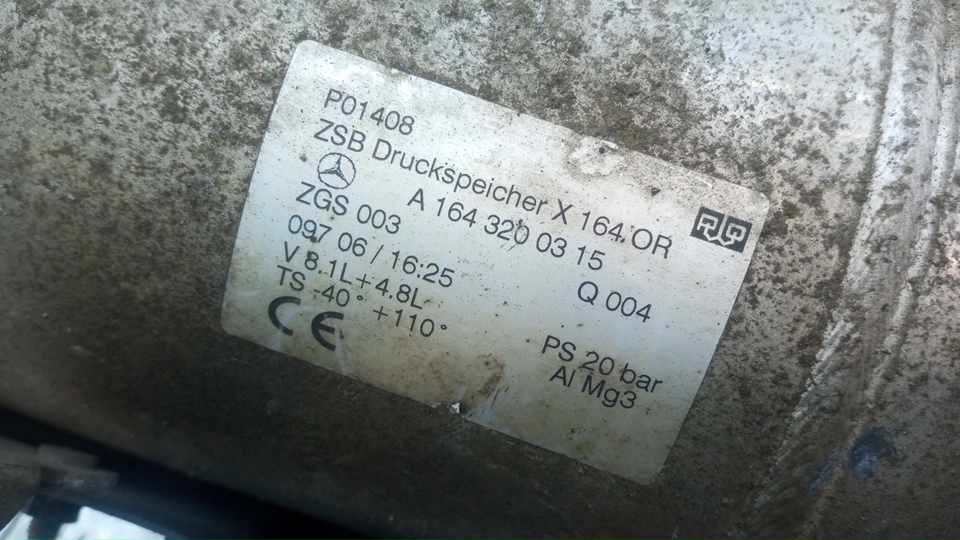 P01408
ZSB Druckspeicher X 164 OR
A 164 320 03 15
ZGS 003
Q 004
097 06 / 16:25
V 8.1L+4.8L
TS -40° +110°
PS 20 bar
Al Mg3
CE